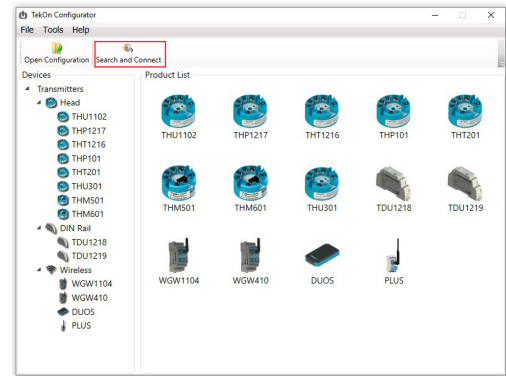 TekOn Configurator
File Tools Help
Open Configuration Search and Connect
Devices
Transmitters
Head
THU1102
THP1217
THT1216
THP101
THT201
THU301
THM501
THM601
DIN Rail
TDU1218
TDU1219
Wireless
WGW1104
WGW410
DUOS
PLUS
Product List
THU1102 THP1217 THT1216 THP101 THT201
THM501 THM601 THU301 TDU1218 TDU1219
WGW1104 WGW410 DUOS PLUS